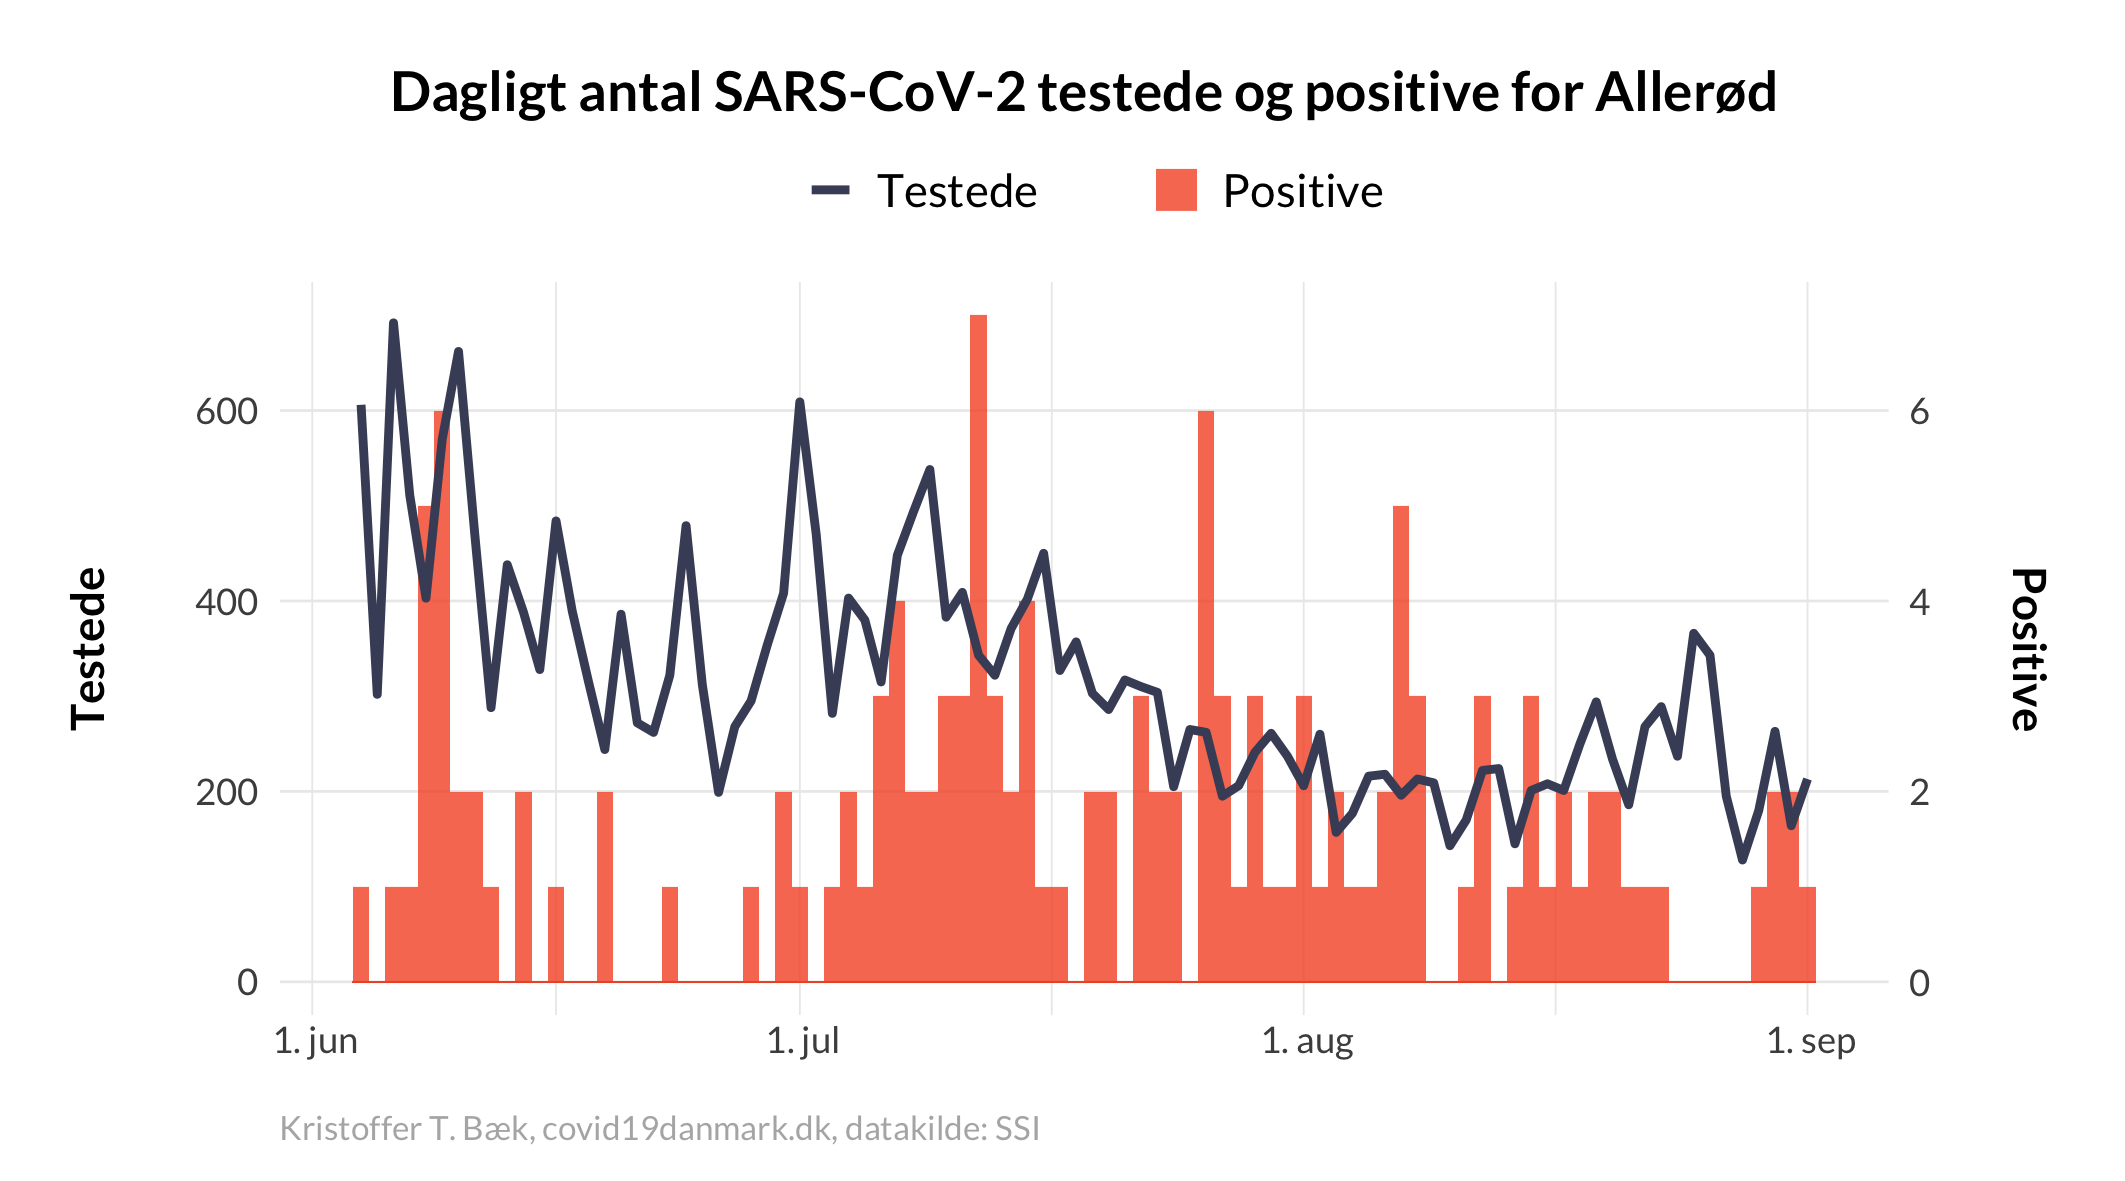 Dagligt antal SARS-CoV-2 testede og positive for Allerød
Testede
Positive
Testede
600
400
200
0
Positive
6
4
2
0
1. jun
1. jul
1. aug
1. sep
Kristoffer T. Bæk, covid19danmark.dk, datakilde: SSI